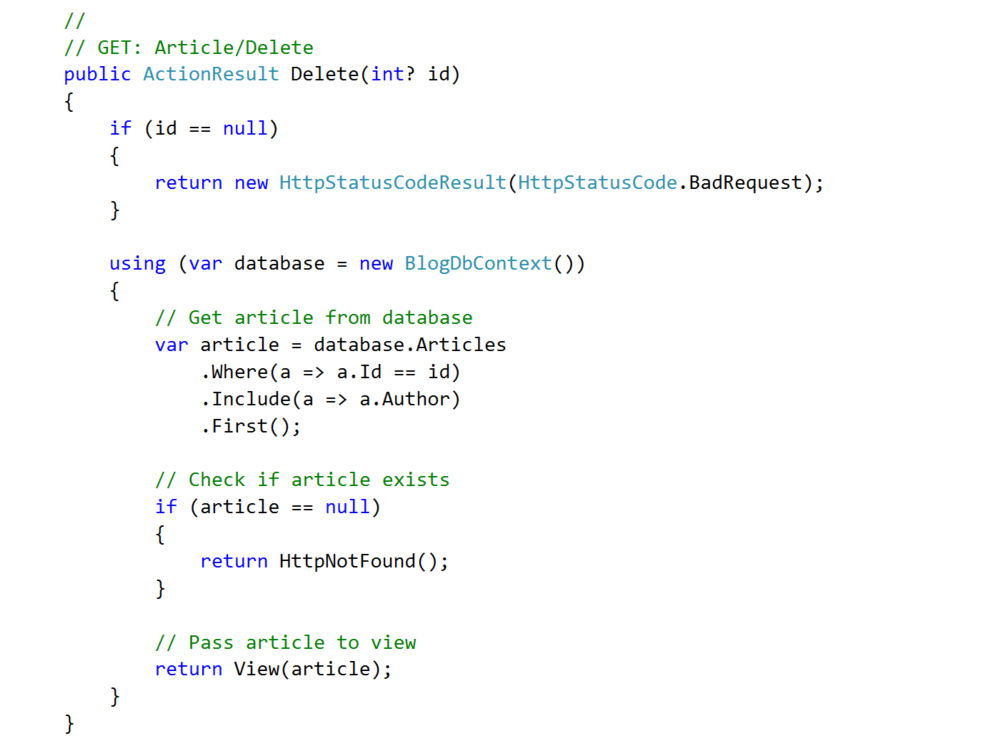 //
// GET: Article/Delete
public ActionResult Delete(int? id)
{
    if (id == null)
    {
        return new HttpStatusCodeResult(HttpStatusCode.BadRequest);
    }

    using (var database = new BlogDbContext())
    {
        // Get article from database
        var article = database.Articles
            .Where(a => a.Id == id)
            .Include(a => a.Author)
            .First();

        // Check if article exists
        if (article == null)
        {
            return HttpNotFound();
        }

        // Pass article to view
        return View(article);
    }
}